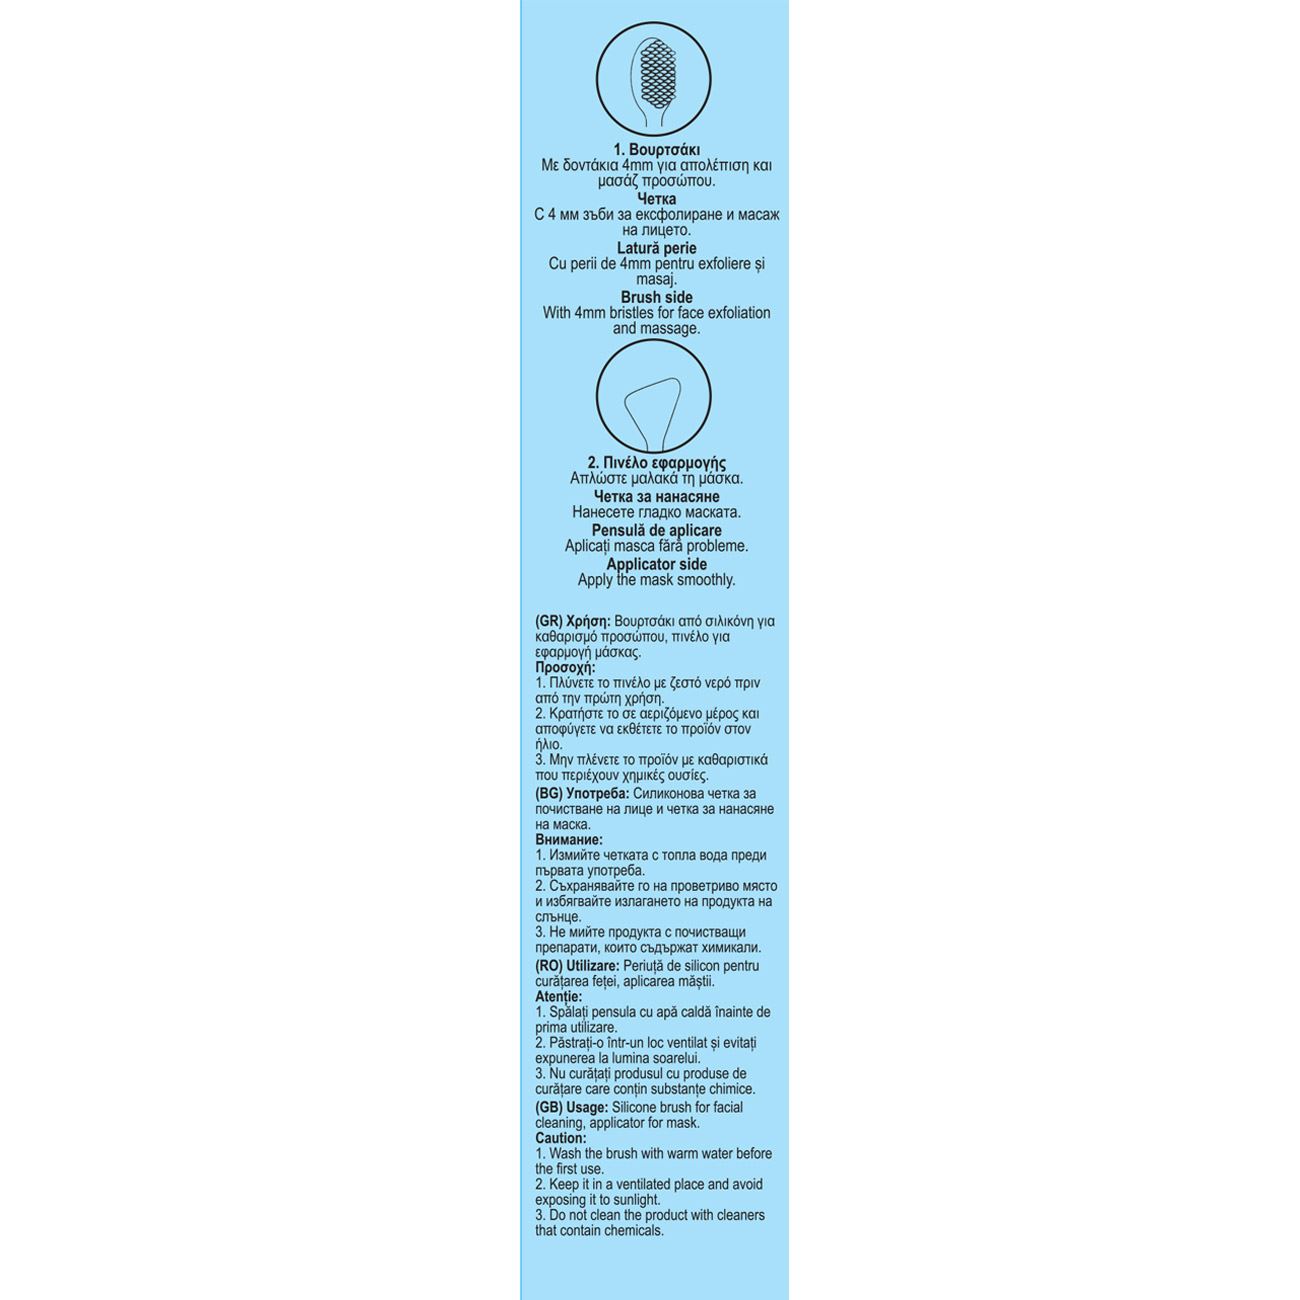 1. Βουρτσάκι
Με δοντάκια 4mm για απολέπιση και
μασάζ προσώπου.
Четка
С 4 мм зъби за ексфолиране и масаж
на лицето.
Latură perie
Cu perii de 4mm pentru exfoliere și
masaj.
Brush side
With 4mm bristles for face exfoliation
and massage.
2. Πινέλο εφαρμογής
Απλώστε μαλακά τη μάσκα.
Четка за нанасяне
Нанесете гладко маската.
Pensulă de aplicare
Aplicați masca fără probleme.
Applicator side
Apply the mask smoothly.
(GR) Χρήση: Βουρτσάκι από σιλικόνη για
καθαρισμό προσώπου, πινέλο για
εφαρμογή μάσκας.
Προσοχή:
1. Πλύνετε το πινέλο με ζεστό νερό πριν
από την πρώτη χρήση.
2. Κρατήστε το σε αεριζόμενο μέρος και
αποφύγετε να εκθέτετε το προϊόν στον
ήλιο.
3. Μην πλένετε το προϊόν με καθαριστικά
που περιέχουν χημικές ουσίες.
(BG) Употреба: Силиконова четка за
почистване на лице и четка за нанасяне
на маска.
Внимание:
1. Измийте четката с топла вода преди
първата употреба.
2. Съхранявайте го на проветриво място
и избягвайте излагането на продукта на
слънце.
3. Не мийте продукта с почистващи
препарати, които съдържат химикали.
(RO) Utilizare: Periuță de silicon pentru
curățarea feței, aplicarea măștii.
Atenție:
1. Spălați pensula cu apă caldă înainte de
prima utilizare.
2. Păstrați-o într-un loc ventilat și evitați
expunerea la lumina soarelui.
3. Nu curățați produsul cu produse de
curățare care conțin substanțe chimice.
(GB) Usage: Silicone brush for facial
cleaning, applicator for mask.
Caution:
1. Wash the brush with warm water before
the first use.
2. Keep it in a ventilated place and avoid
exposing it to sunlight.
3. Do not clean the product with cleaners
that contain chemicals.